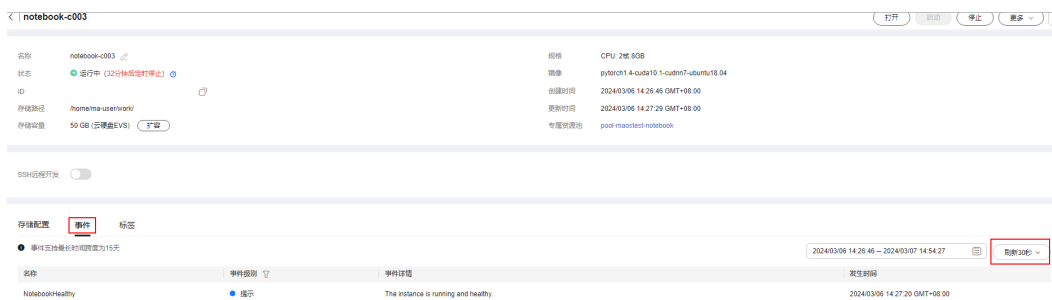 < | notebook-c003 打开 启动 停止 更多
名称 notebook-c003 规格 CPU: 2核 8GB
状态 运行中 (32分钟后定时停止) 镜像 pytorch1.4-cuda10.1-cudnn7-ubuntu18.04
ID 创建时间 2024/03/06 14:26:46 GMT+08:00
存储路径 /home/ma-user/work/ 更新时间 2024/03/06 14:27:29 GMT+08:00
存储容量 50 GB (云硬盘EVS) 扩容 专属资源池 pool-maostest-notebook
SSH远程开发
存储配置 事件 标签
事件支持最长时间跨度为15天 2024/03/06 14:26:46 – 2024/03/07 14:54:27 刷新30秒
名称 事件级别 事件详情 发生时间
NotebookHealthy 提示 The instance is running and healthy. 2024/03/06 14:27:20 GMT+08:00